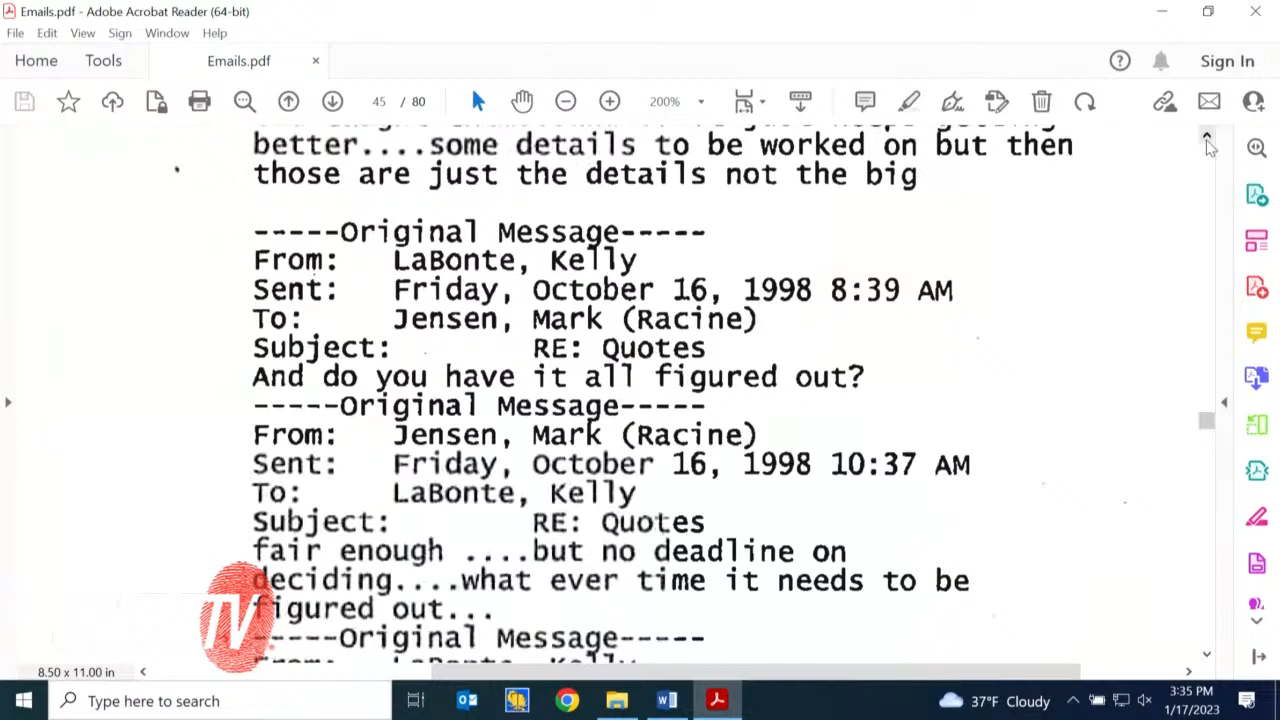 Emails.pdf - Adobe Acrobat Reader (64-bit)
File Edit View Sign Window Help
Home Tools Emails.pdf × Sign In
45 / 80 200%
better....some details to be worked on but then
those are just the details not the big
-----Original Message-----
From: LaBonte, Kelly
Sent: Friday, October 16, 1998 8:39 AM
To: Jensen, Mark (Racine)
Subject: RE: Quotes
And do you have it all figured out?
-----Original Message-----
From: Jensen, Mark (Racine)
Sent: Friday, October 16, 1998 10:37 AM
To: LaBonte, Kelly
Subject: RE: Quotes
fair enough ....but no deadline on
deciding....what ever time it needs to be
figured out...
TV
-----Original Message-----
From: LaBonte, Kelly
8.50 x 11.00 in
Type here to search
37°F Cloudy
3:35 PM
1/17/2023